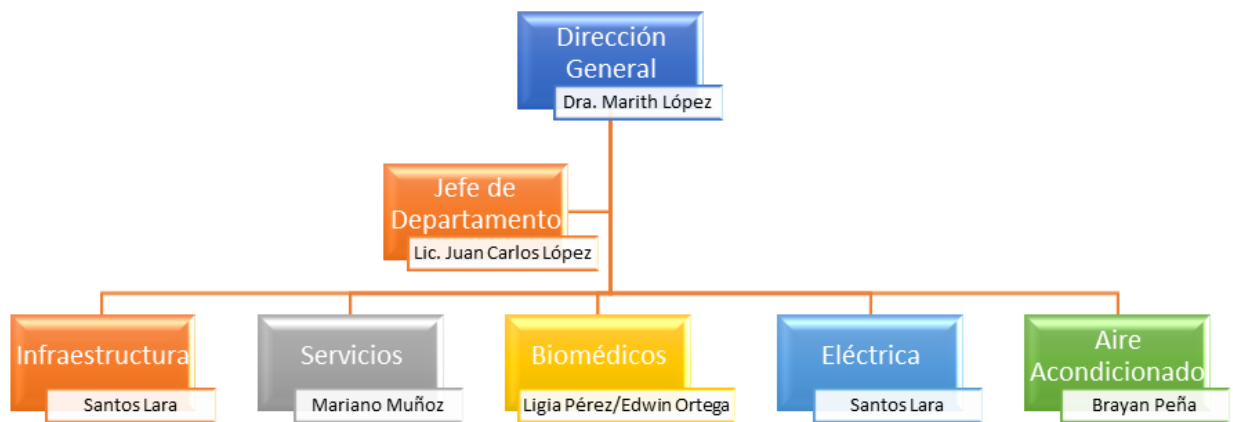 Dirección
General
Dra. Marith López
Jefe de
Departamento
Lic. Juan Carlos López
Infraestructura
Santos Lara
Servicios
Mariano Muñoz
Biomédicos
Ligia Pérez/Edwin Ortega
Eléctrica
Santos Lara
Aire
Acondicionado
Brayan Peña